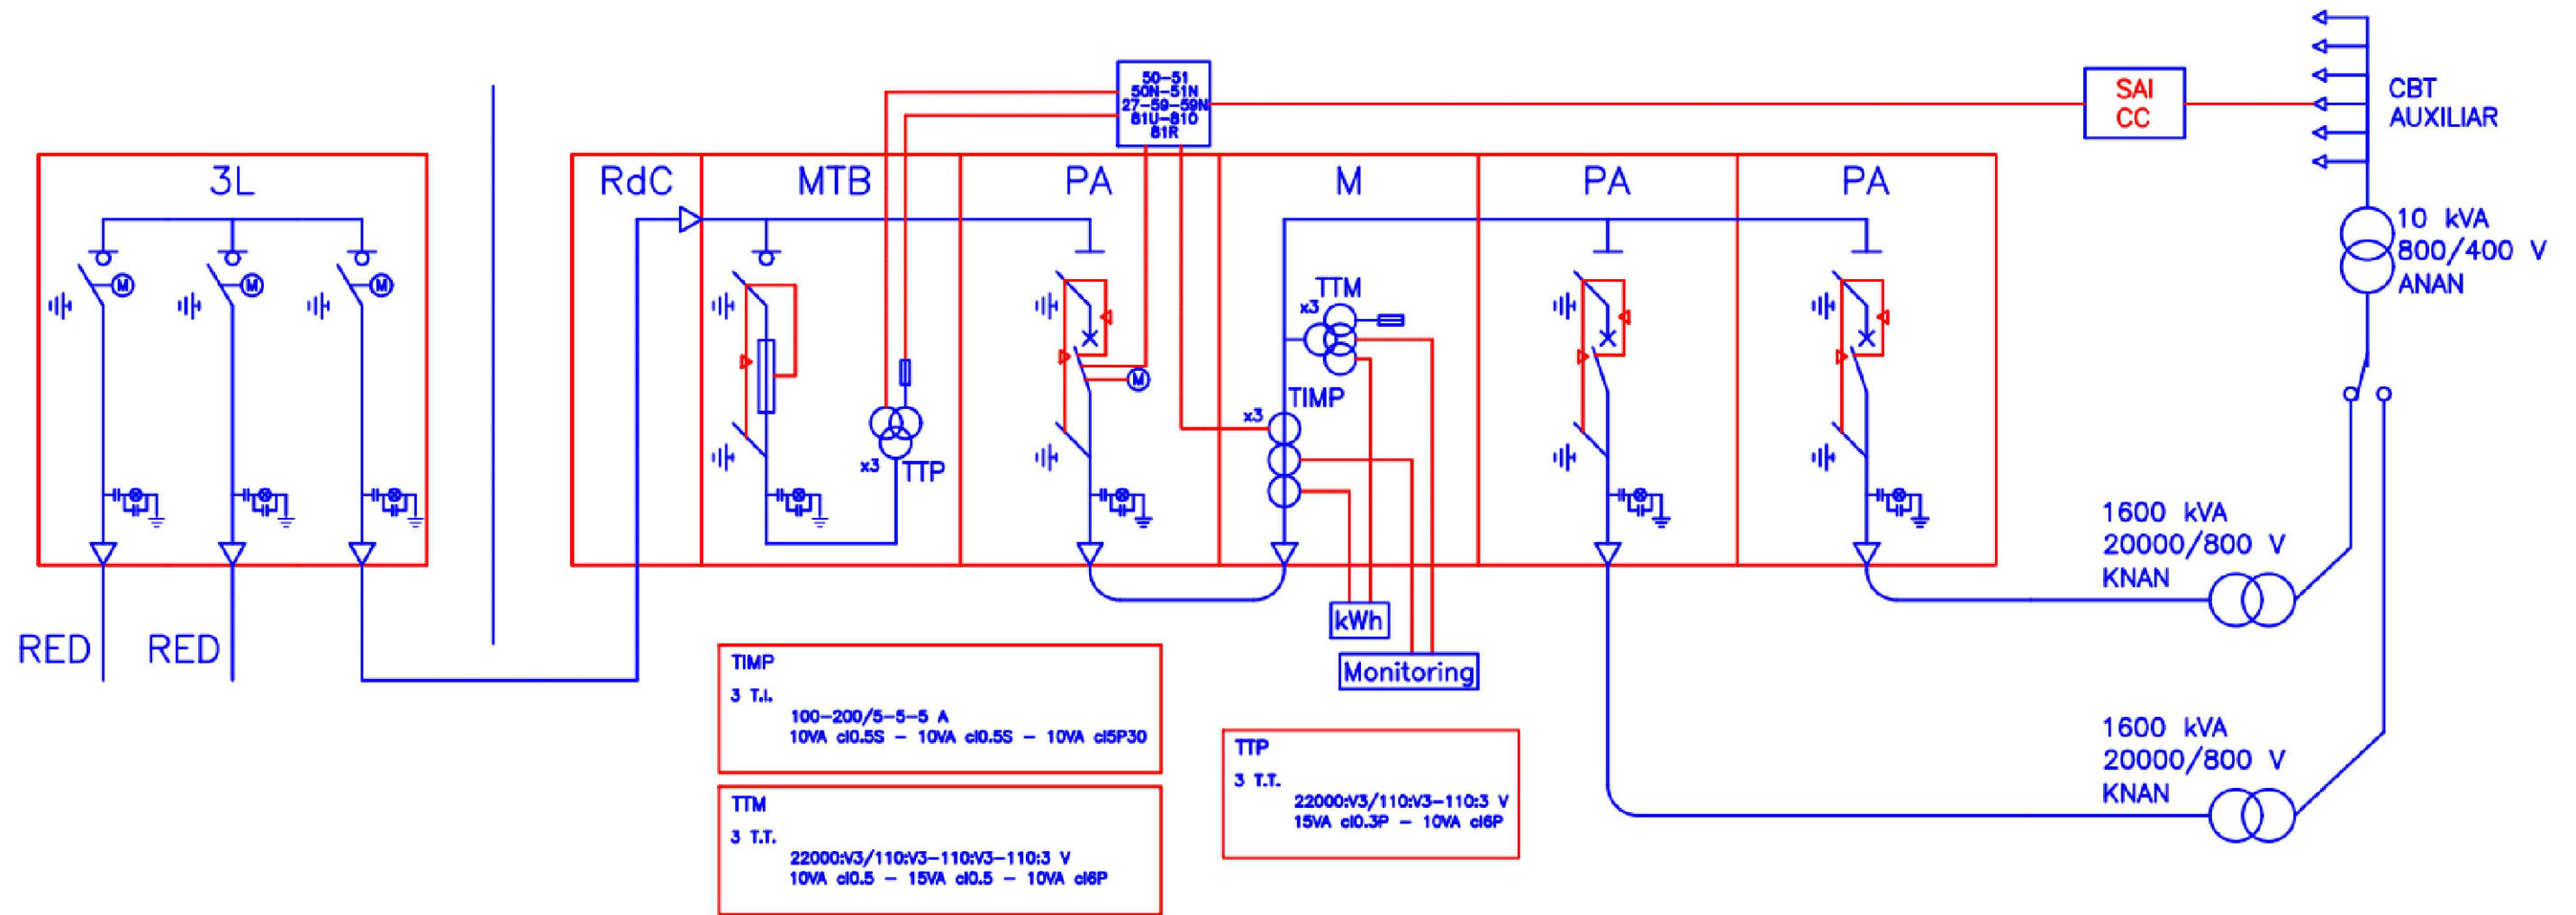 50-51
50N-51N
27-59-59N
81U-81O
81R
SAI
CC
CBT
AUXILIAR
3L
RdC
MTB
PA
M
PA
PA
10 kVA
800/400 V
ANAN
M
M
M
M
x3
TTM
x3
TIMP
x3
TTP
1600 kVA
20000/800 V
KNAN
kWh
Monitoring
RED
RED
TIMP
3 T.I.
100-200/5-5-5 A
10VA cl0.5S - 10VA cl0.5S - 10VA cl5P30
TTM
3 T.T.
22000:V3/110:V3-110:V3-110:3 V
10VA cl0.5 - 15VA cl0.5 - 10VA cl6P
TTP
3 T.T.
22000:V3/110:V3-110:3 V
15VA cl0.3P - 10VA cl6P
1600 kVA
20000/800 V
KNAN